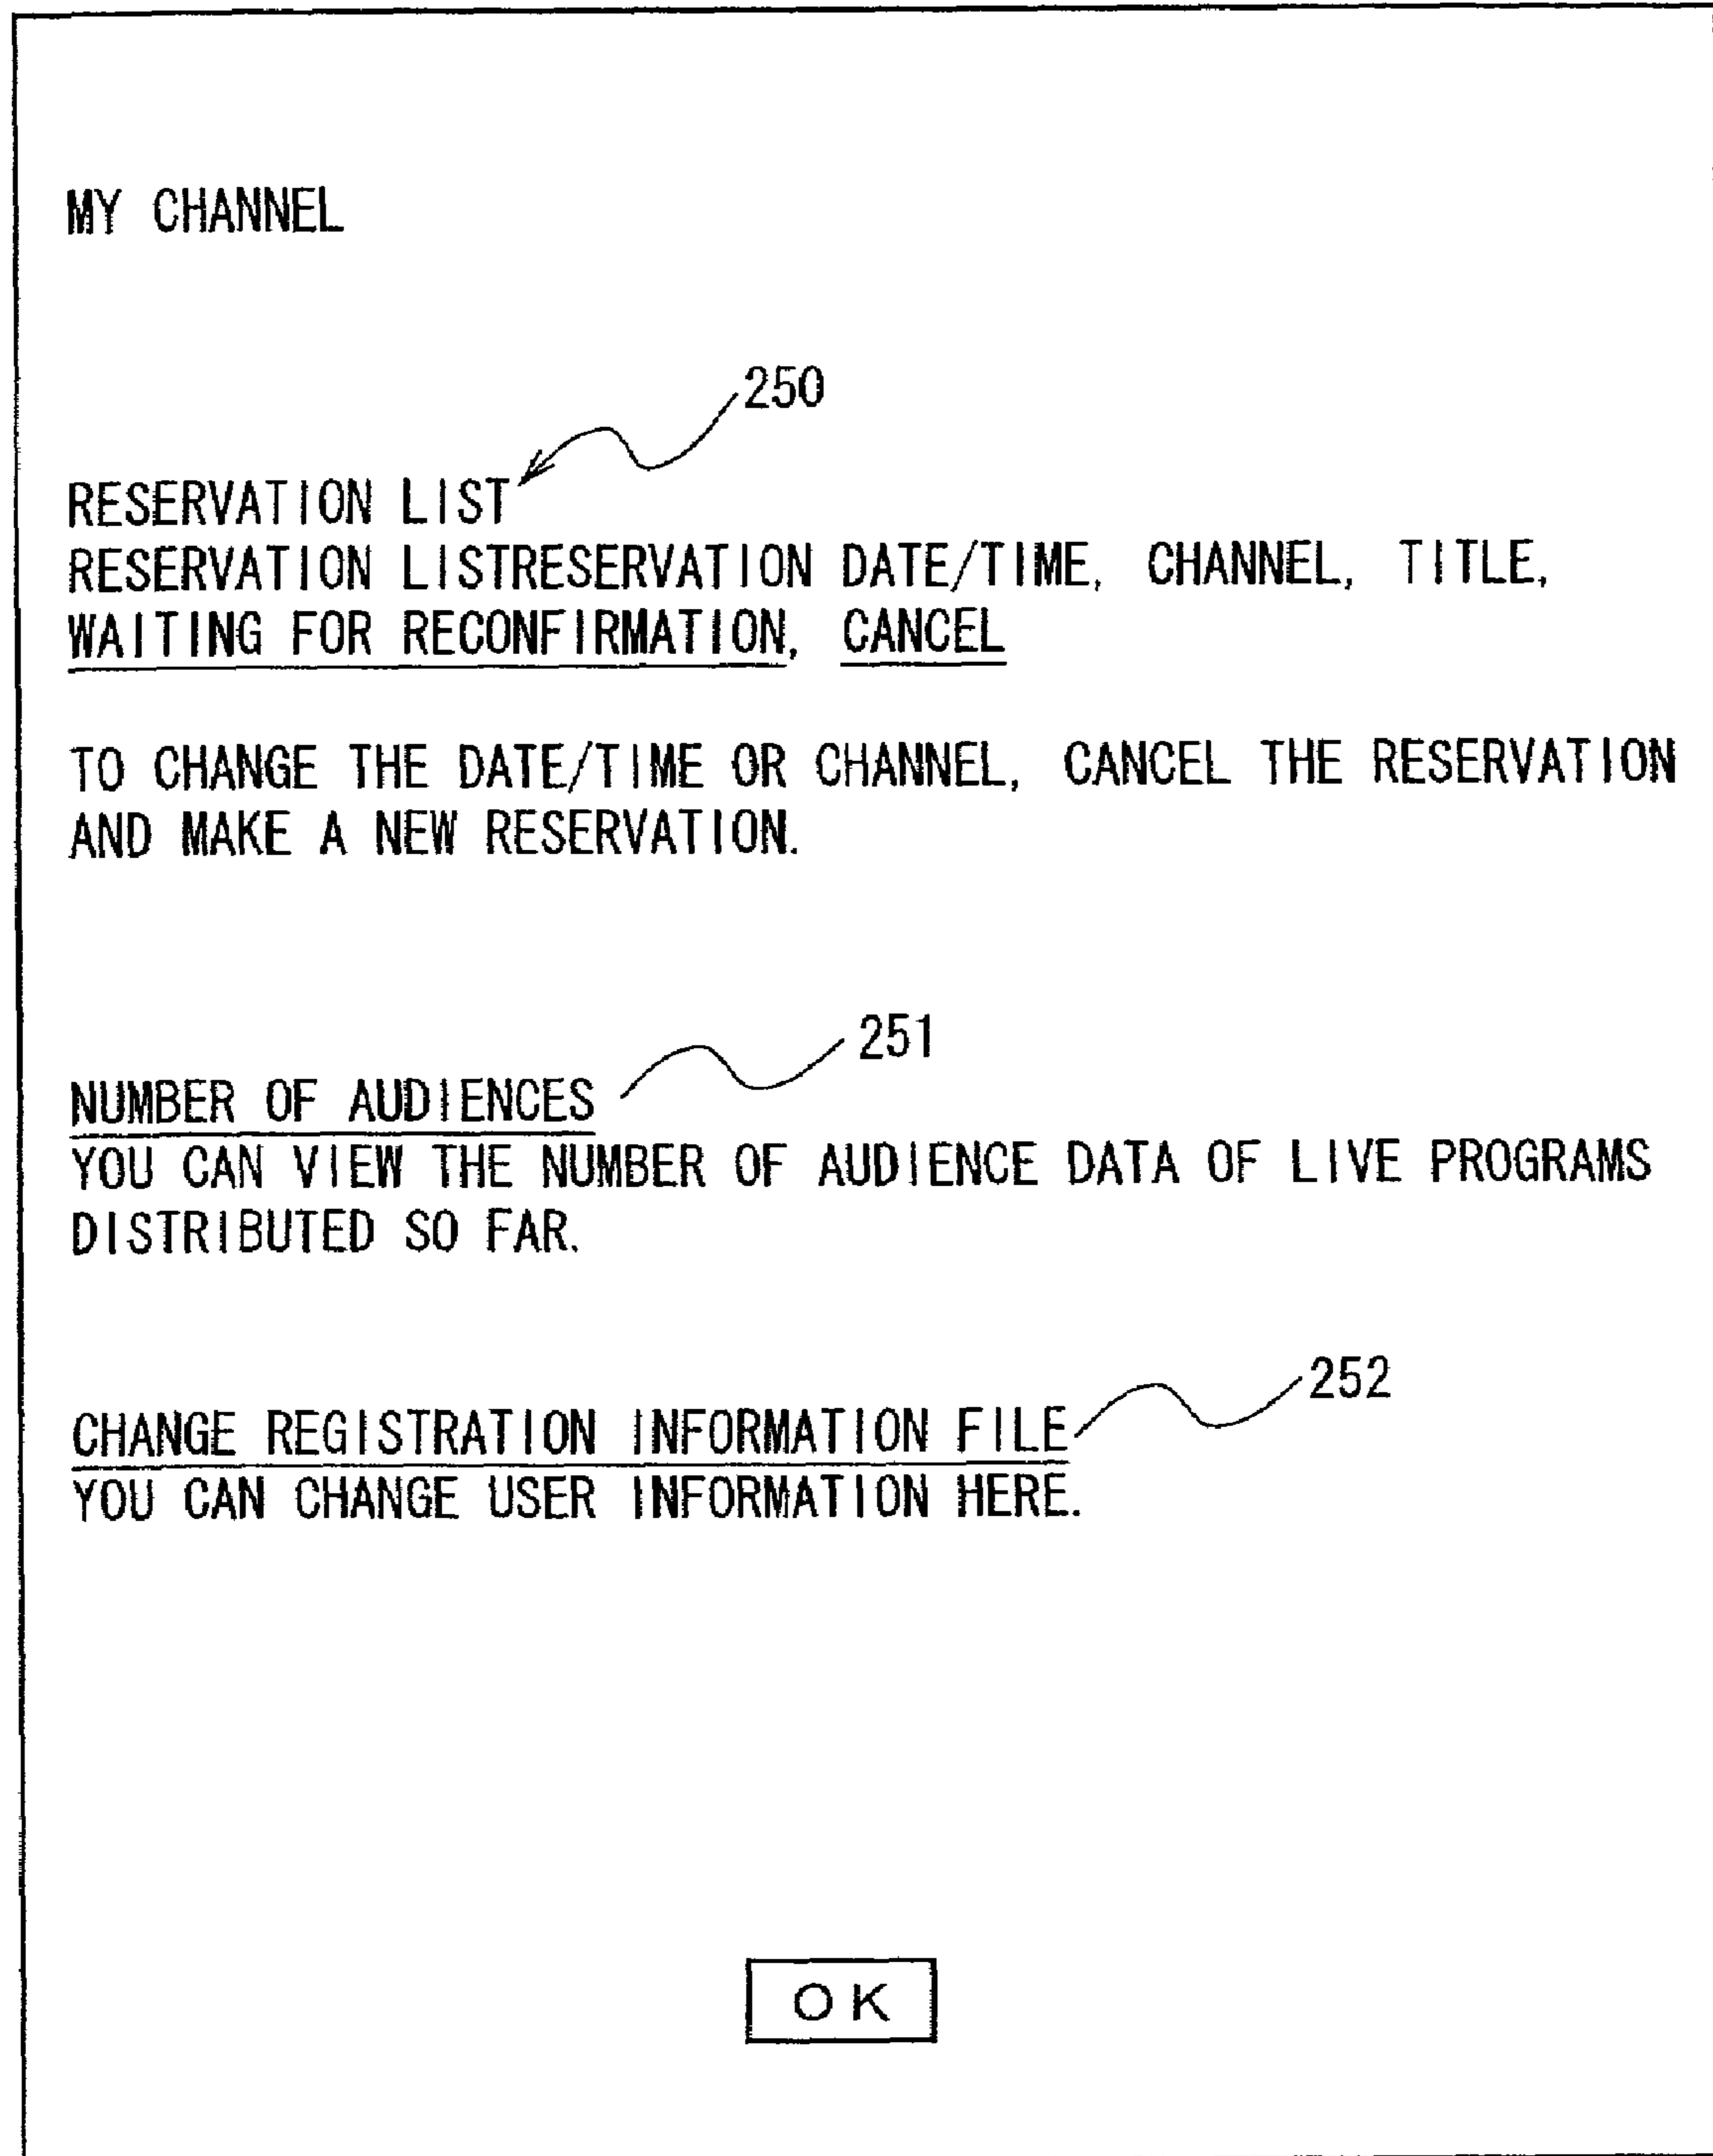 MY CHANNEL
250
RESERVATION LIST
RESERVATION LISTRESERVATION DATE/TIME, CHANNEL, TITLE,
WAITING FOR RECONFIRMATION, CANCEL
TO CHANGE THE DATE/TIME OR CHANNEL, CANCEL THE RESERVATION
AND MAKE A NEW RESERVATION.
251
NUMBER OF AUDIENCES
YOU CAN VIEW THE NUMBER OF AUDIENCE DATA OF LIVE PROGRAMS
DISTRIBUTED SO FAR.
252
CHANGE REGISTRATION INFORMATION FILE
YOU CAN CHANGE USER INFORMATION HERE.
OK